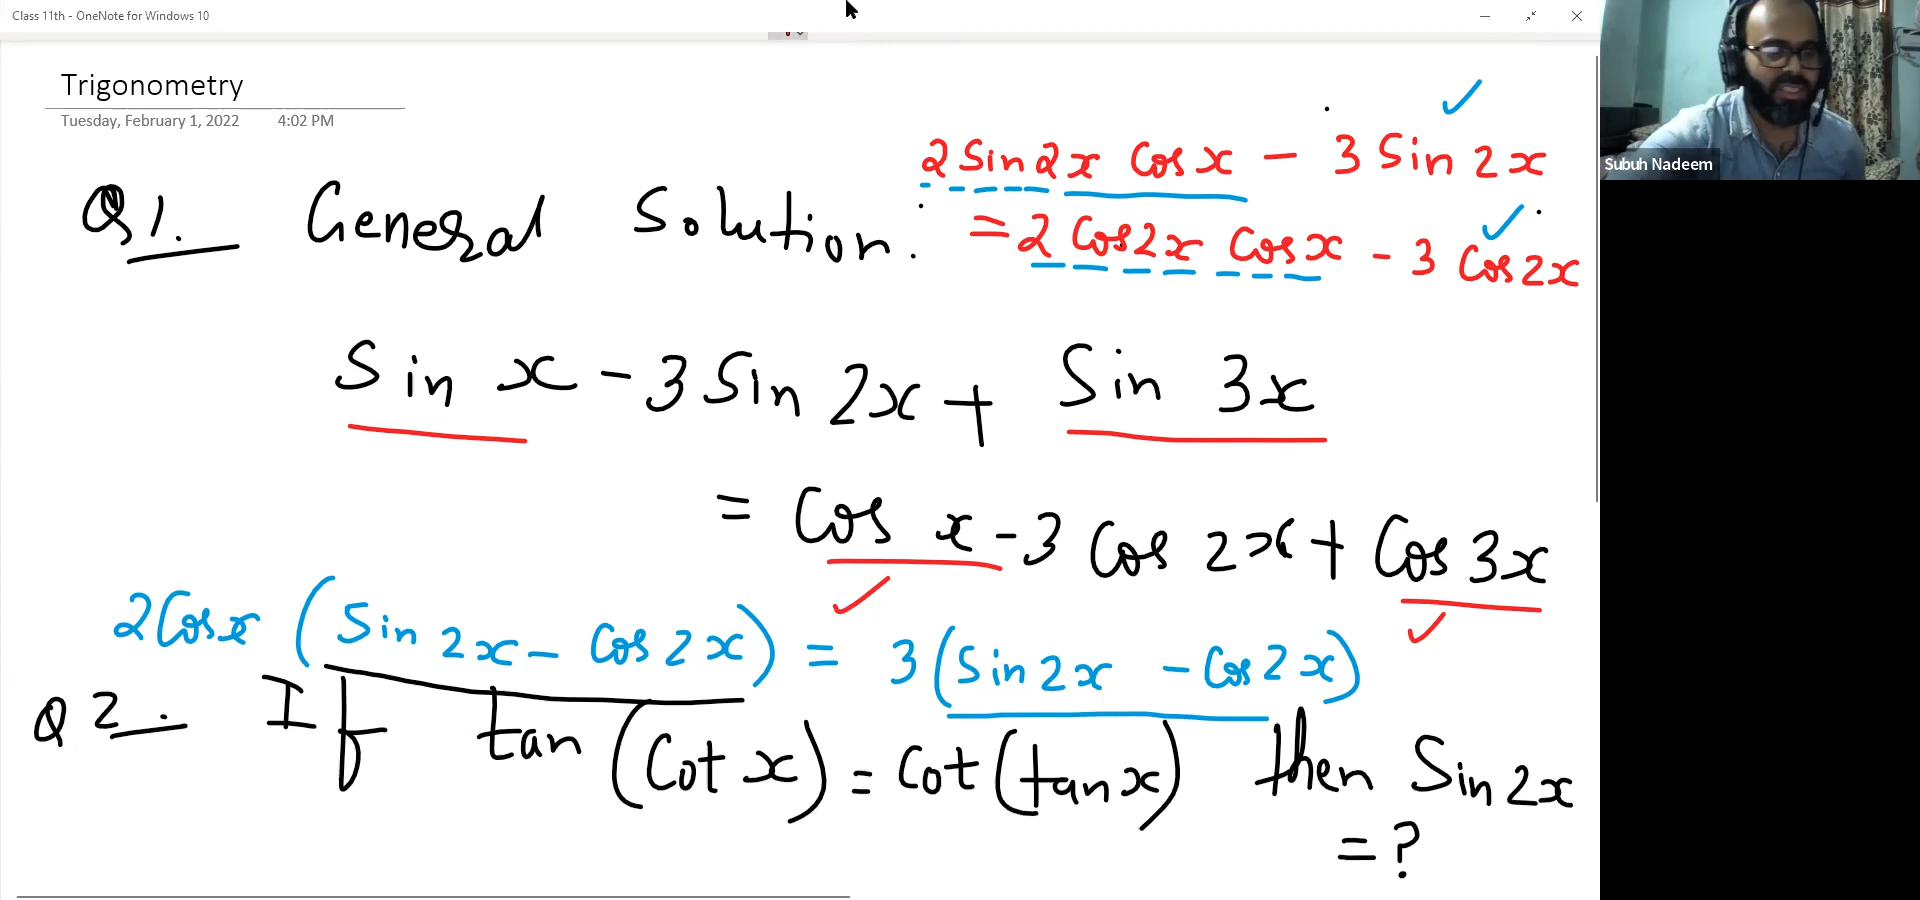 Class 11th - OneNote for Windows 10
Trigonometry
Tuesday, February 1, 2022 4:02 PM
2 Sin 2x Cos x - 3 Sin 2x
= 2 Cos 2x Cos x - 3 Cos 2x
Q1. General Solution:
Sin x - 3 Sin 2x + Sin 3x
= Cos x - 3 Cos 2x + Cos 3x
2 Cos x (Sin 2x - Cos 2x) = 3 (Sin 2x - Cos 2x)
Q2. If tan (Cot x) = Cot (tan x) then Sin 2x
= ?
Subuh Nadeem